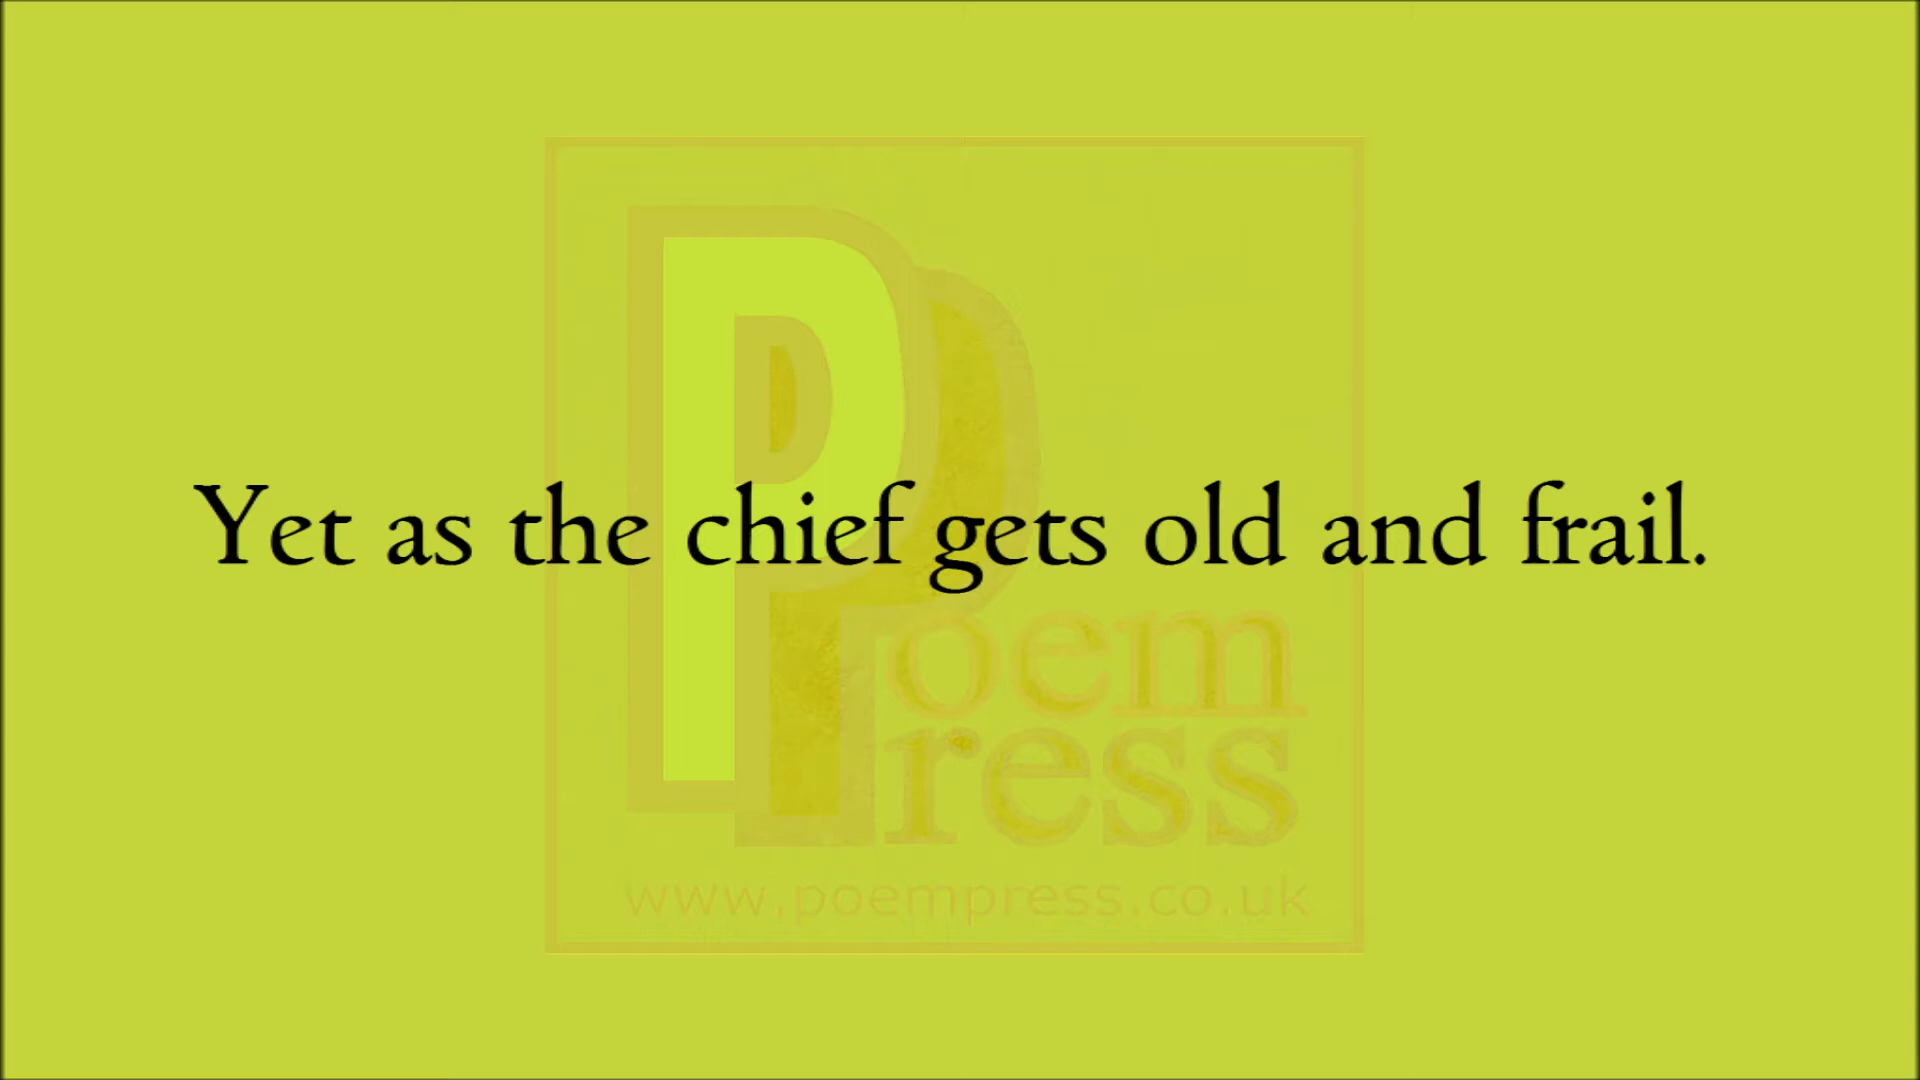 Yet as the chief gets old and frail.
Poem
Press
www.poempress.co.uk